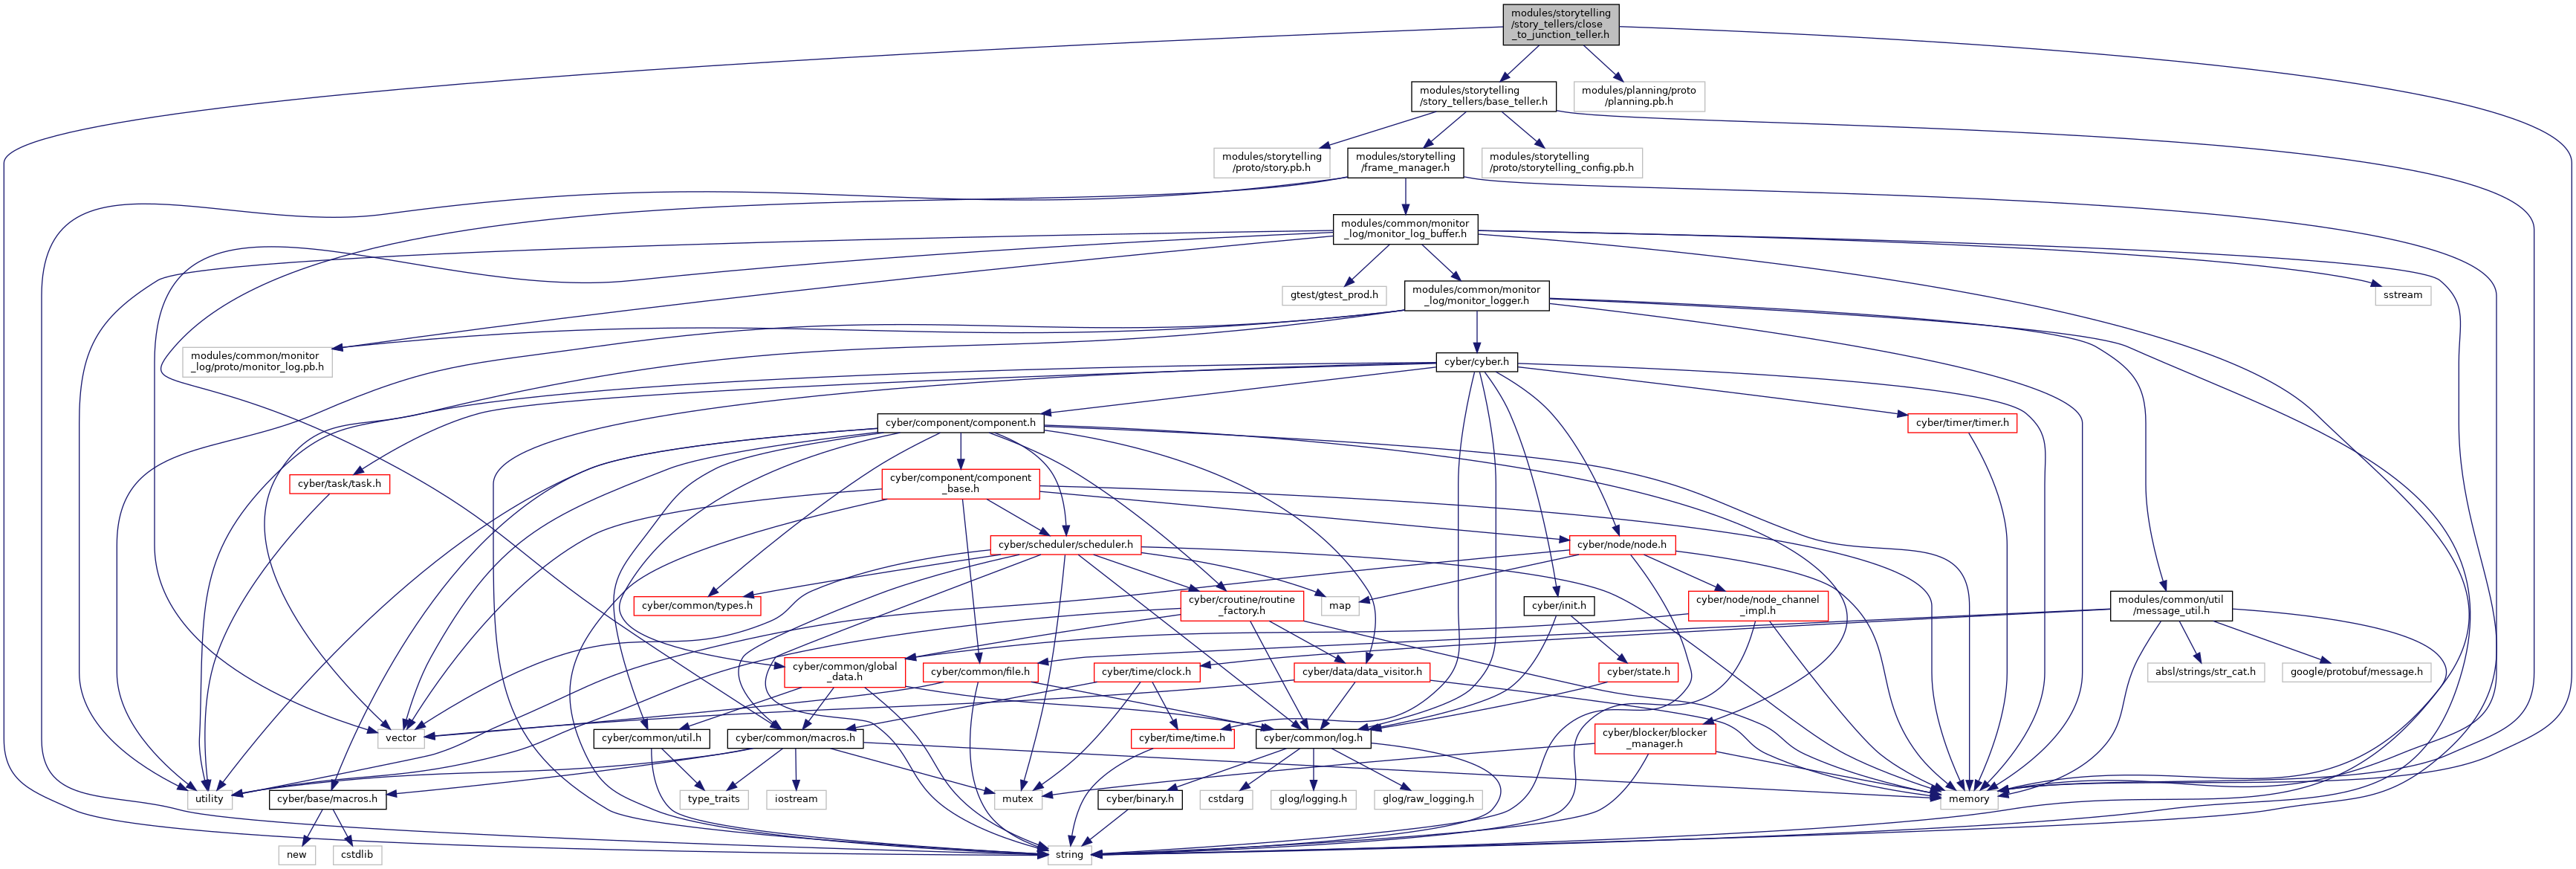 modules/storytelling
/story_tellers/close
_to_junction_teller.h
modules/storytelling
/story_tellers/base_teller.h
modules/planning/proto
/planning.pb.h
modules/storytelling
/proto/story.pb.h
modules/storytelling
/frame_manager.h
modules/storytelling
/proto/storytelling_config.pb.h
modules/common/monitor
_log/monitor_log_buffer.h
gtest/gtest_prod.h
modules/common/monitor
_log/monitor_logger.h
sstream
modules/common/monitor
_log/proto/monitor_log.pb.h
cyber/cyber.h
cyber/component/component.h
cyber/timer/timer.h
cyber/task/task.h
cyber/component/component
_base.h
cyber/scheduler/scheduler.h
cyber/node/node.h
cyber/common/types.h
cyber/croutine/routine
_factory.h
map
cyber/init.h
cyber/node/node_channel
_impl.h
modules/common/util
/message_util.h
cyber/common/global
_data.h
cyber/common/file.h
cyber/time/clock.h
cyber/data/data_visitor.h
cyber/state.h
absl/strings/str_cat.h
google/protobuf/message.h
vector
cyber/common/util.h
cyber/common/macros.h
cyber/time/time.h
cyber/common/log.h
cyber/blocker/blocker
_manager.h
utility
cyber/base/macros.h
type_traits
iostream
mutex
cyber/binary.h
cstdarg
glog/logging.h
glog/raw_logging.h
memory
new
cstdlib
string